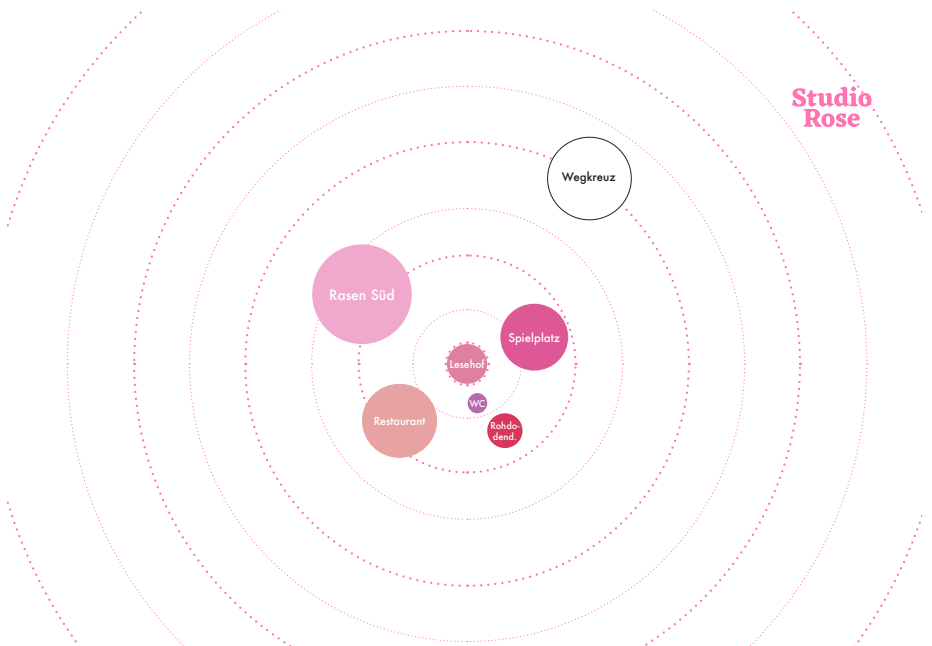 Studio
Rose
Wegkreuz
Rasen Süd
Spielplatz
Lesehof
WC
Restaurant
Rohdo-
dend.